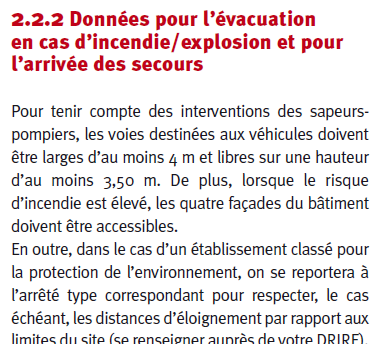 2.2.2 Données pour l'évacuation
en cas d'incendie/explosion et pour
l'arrivée des secours
Pour tenir compte des interventions des sapeurs-
pompiers, les voies destinées aux véhicules doivent
être larges d'au moins 4 m et libres sur une hauteur
d'au moins 3,50 m. De plus, lorsque le risque
d'incendie est élevé, les quatre façades du bâtiment
doivent être accessibles.
En outre, dans le cas d'un établissement classé pour
la protection de l'environnement, on se reportera à
l'arrêté type correspondant pour respecter, le cas
échéant, les distances d'éloignement par rapport aux
limites du site (se renseigner auprès de votre DRIRE).